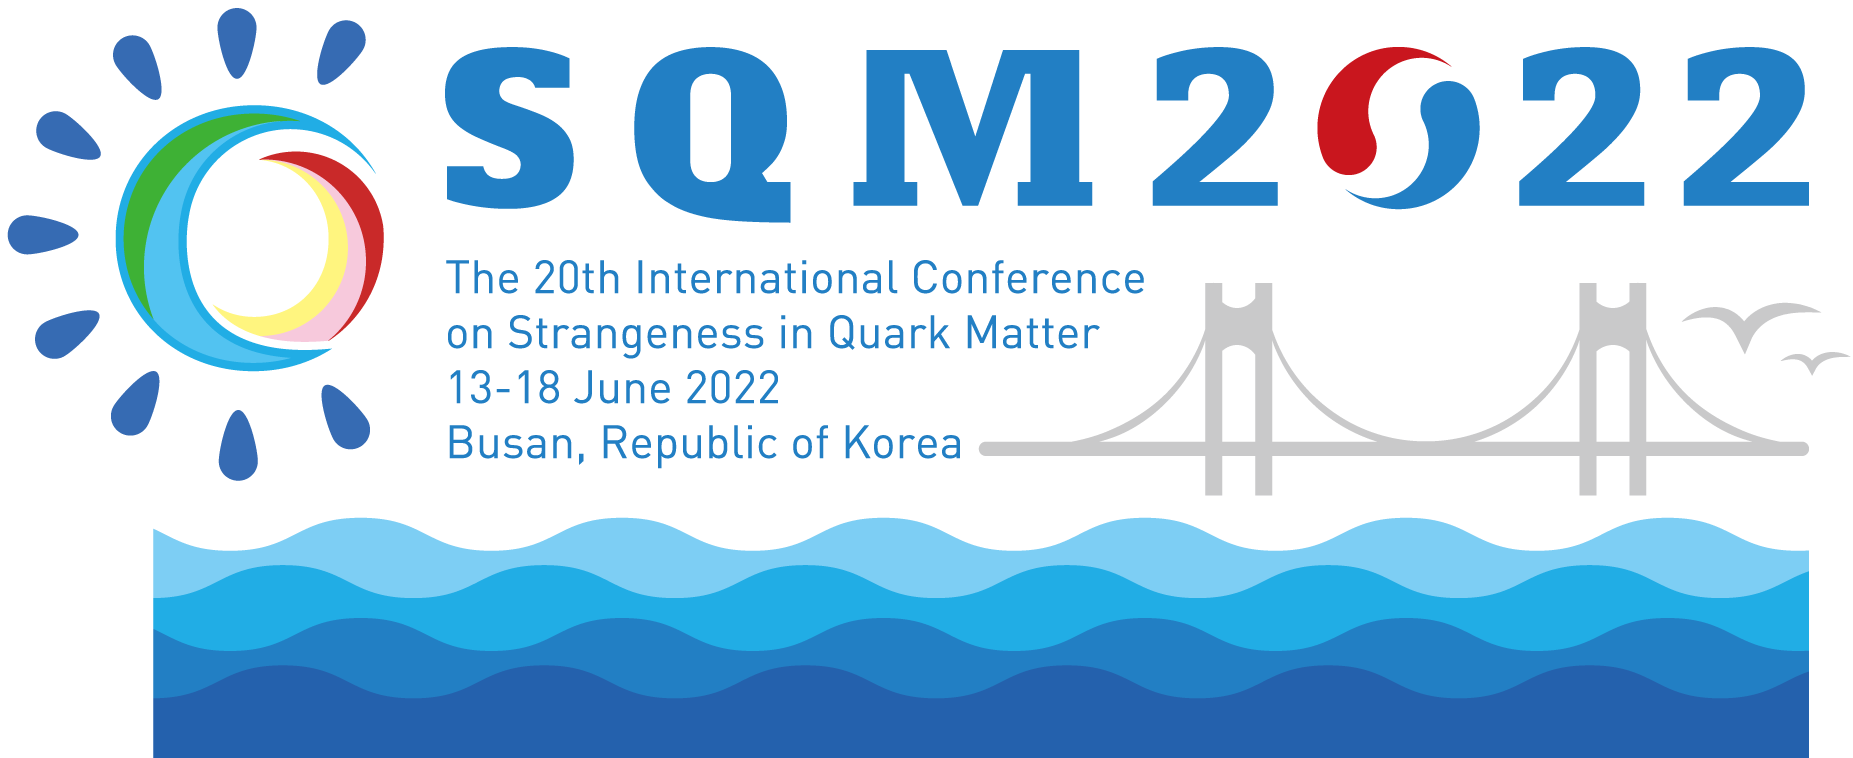 SQM2022
The 20th International Conference
on Strangeness in Quark Matter
13-18 June 2022
Busan, Republic of Korea